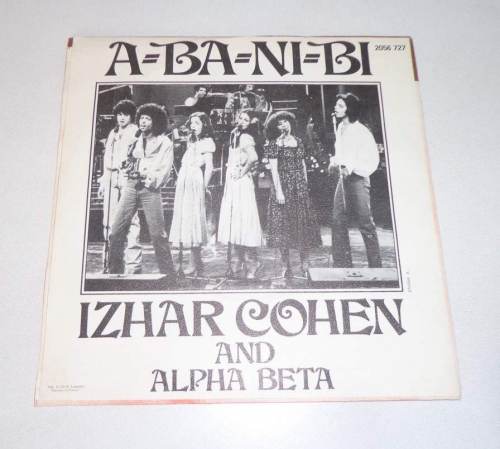 A=BA=NI=BI
2056 727
IZHAR COHEN
AND
ALPHA BETA